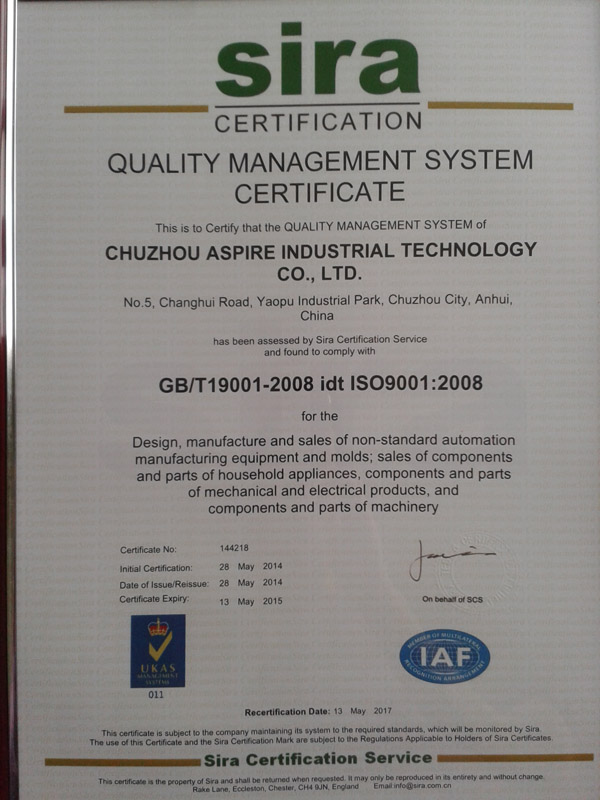 sira
CERTIFICATION
QUALITY MANAGEMENT SYSTEM
CERTIFICATE
This is to Certify that the QUALITY MANAGEMENT SYSTEM of
CHUZHOU ASPIRE INDUSTRIAL TECHNOLOGY
CO., LTD.
No.5, Changhui Road, Yaopu Industrial Park, Chuzhou City, Anhui,
China
has been assessed by Sira Certification Service
and found to comply with
GB/T19001-2008 idt ISO9001:2008
for the
Design, manufacture and sales of non-standard automation
manufacturing equipment and molds; sales of components
and parts of household appliances, components and parts
of mechanical and electrical products, and
components and parts of machinery
Certificate No: 144218
Initial Certification: 28 May 2014
Date of Issue/Reissue: 28 May 2014
Certificate Expiry: 13 May 2015
On behalf of SCS
UKAS
MANAGEMENT
SYSTEMS
011
MEMBER OF MULTILATERAL
IAF
RECOGNITION ARRANGEMENT
Recertification Date: 13 May 2017
This certificate is subject to the company maintaining its system to the required standards, which will be monitored by Sira.
The use of this Certificate and the Sira Certification Mark are subject to the Regulations Applicable to Holders of Sira Certificates.
Sira Certification Service
This certificate is the property of Sira and shall be returned when requested. It may only be reproduced in its entirety and without change.
Rake Lane, Eccleston, Chester, CH4 9JN, England Email:info@sira.com.cn